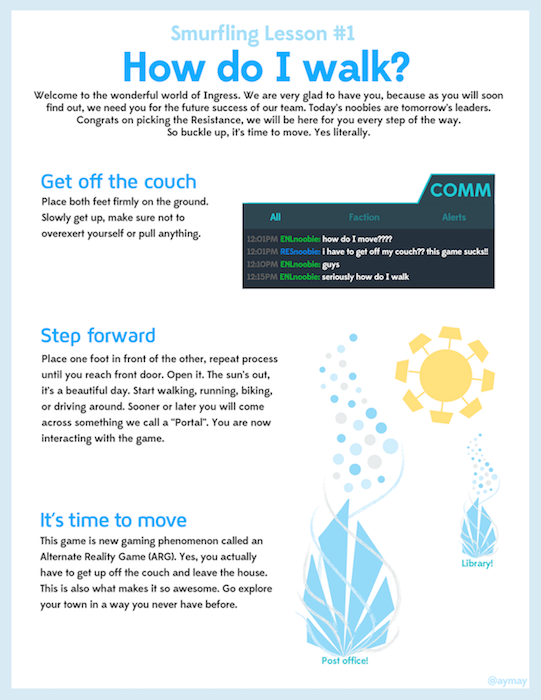 Smurfling Lesson #1
How do I walk?
Welcome to the wonderful world of Ingress. We are very glad to have you, because as you will soon
find out, we need you for the future success of our team. Today's noobies are tomorrow's leaders.
Congrats on picking the Resistance, we will be here for you every step of the way.
So buckle up, it's time to move. Yes literally.
Get off the couch
Place both feet firmly on the ground.
Slowly get up, make sure not to
overexert yourself or pull anything.
COMM
All Faction Alerts
12:01PM ENLnoobie: how do I move????
12:01PM RESnoobie: i have to get off my couch?? this game sucks!!
12:10PM ENLnoobie: guys
12:15PM ENLnoobie: seriously how do I walk
Step forward
Place one foot in front of the other, repeat process
until you reach front door. Open it. The sun's out,
it's a beautiful day. Start walking, running, biking,
or driving around. Sooner or later you will come
across something we call a "Portal". You are now
interacting with the game.
It's time to move
This game is new gaming phenomenon called an
Alternate Reality Game (ARG). Yes, you actually
have to get up off the couch and leave the house.
This is also what makes it so awesome. Go explore
your town in a way you never have before.
Library!
Post office!
@aymay